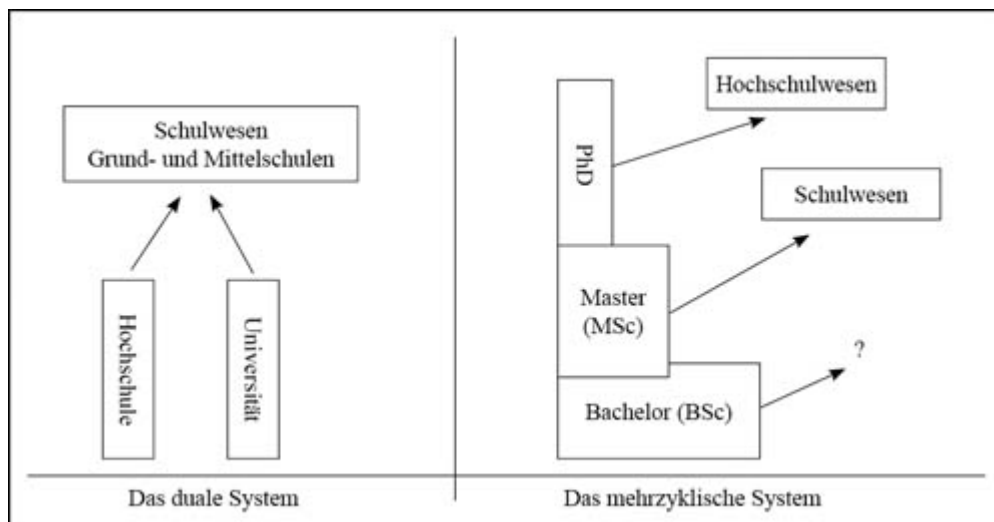 Schulwesen
Grund- und Mittelschulen
Hochschule
Universität
Das duale System
Hochschulwesen
PhD
Schulwesen
Master
(MSc)
?
Bachelor (BSc)
Das mehrzyklische System